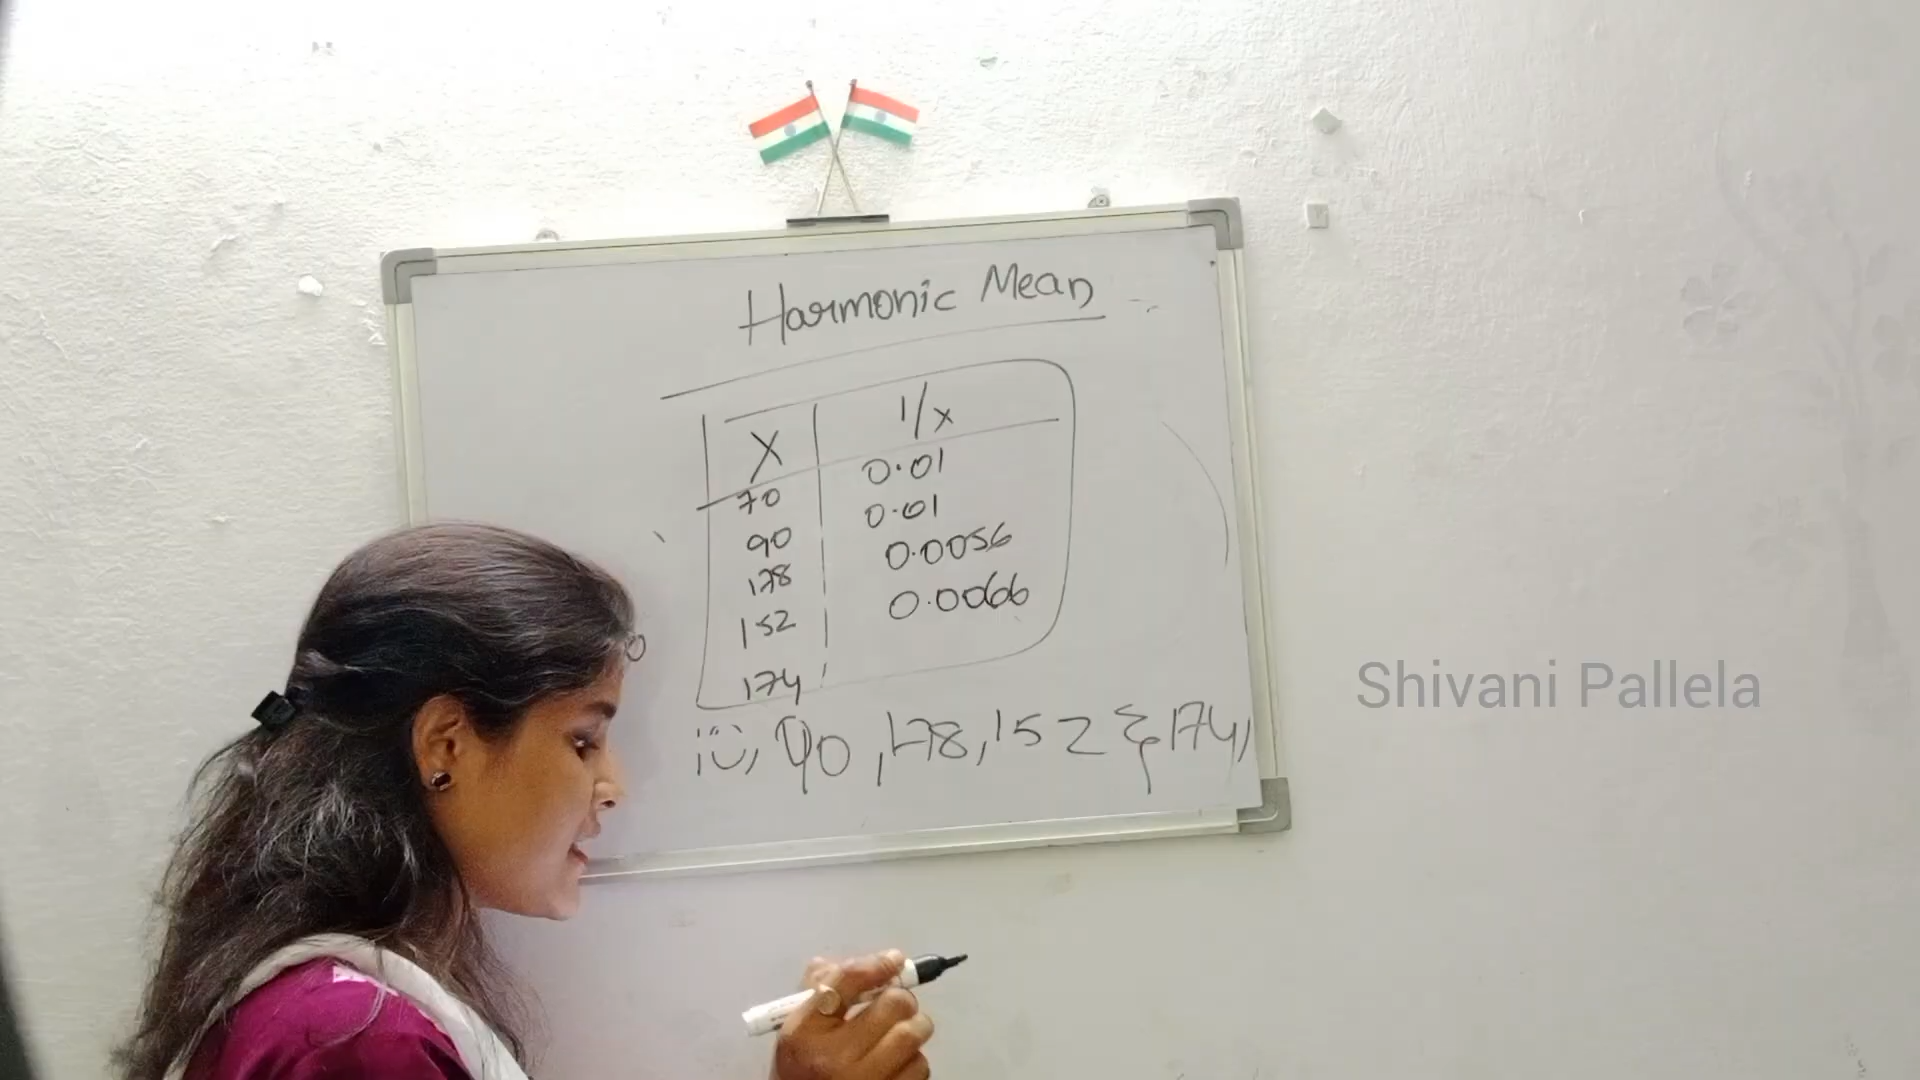 Harmonic Mean :-
X 1/x
70 0.01
90 0.01
178 0.0056
152 0.0066
174
90, 178, 152 & 174,
Shivani Pallela